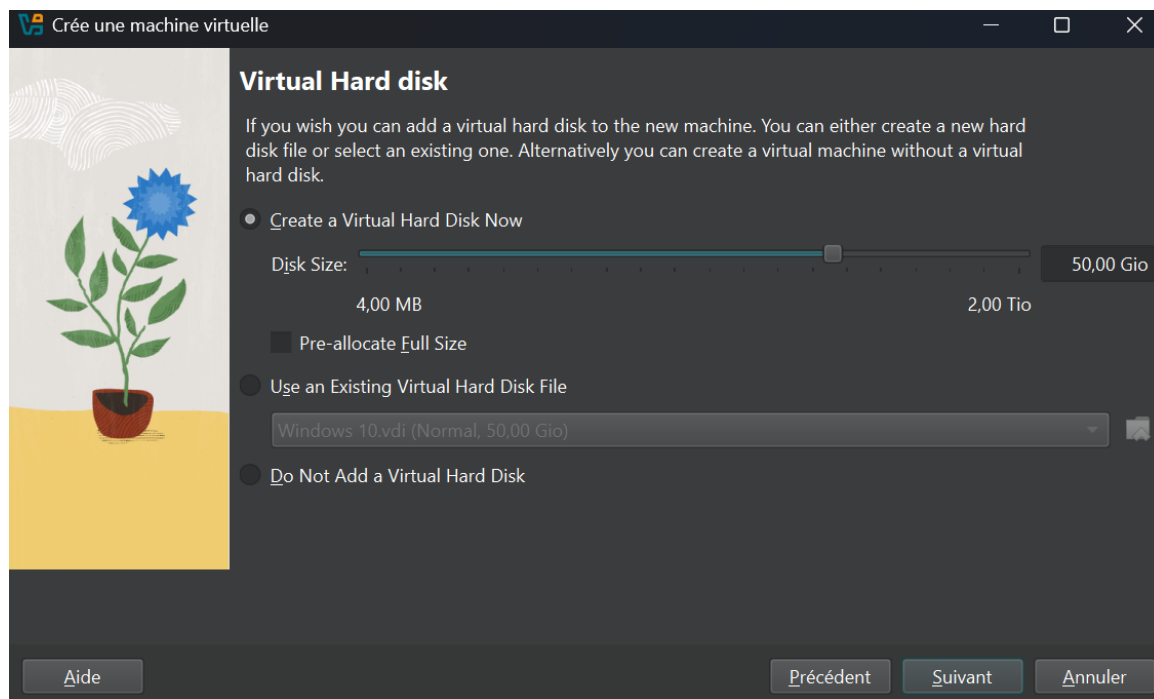 Crée une machine virtuelle
Virtual Hard disk
If you wish you can add a virtual hard disk to the new machine. You can either create a new hard
disk file or select an existing one. Alternatively you can create a virtual machine without a virtual
hard disk.
Create a Virtual Hard Disk Now
Disk Size:
50,00 Gio
4,00 MB
2,00 Tio
Pre-allocate Full Size
Use an Existing Virtual Hard Disk File
Windows 10.vdi (Normal, 50,00 Gio)
Do Not Add a Virtual Hard Disk
Aide
Précédent
Suivant
Annuler